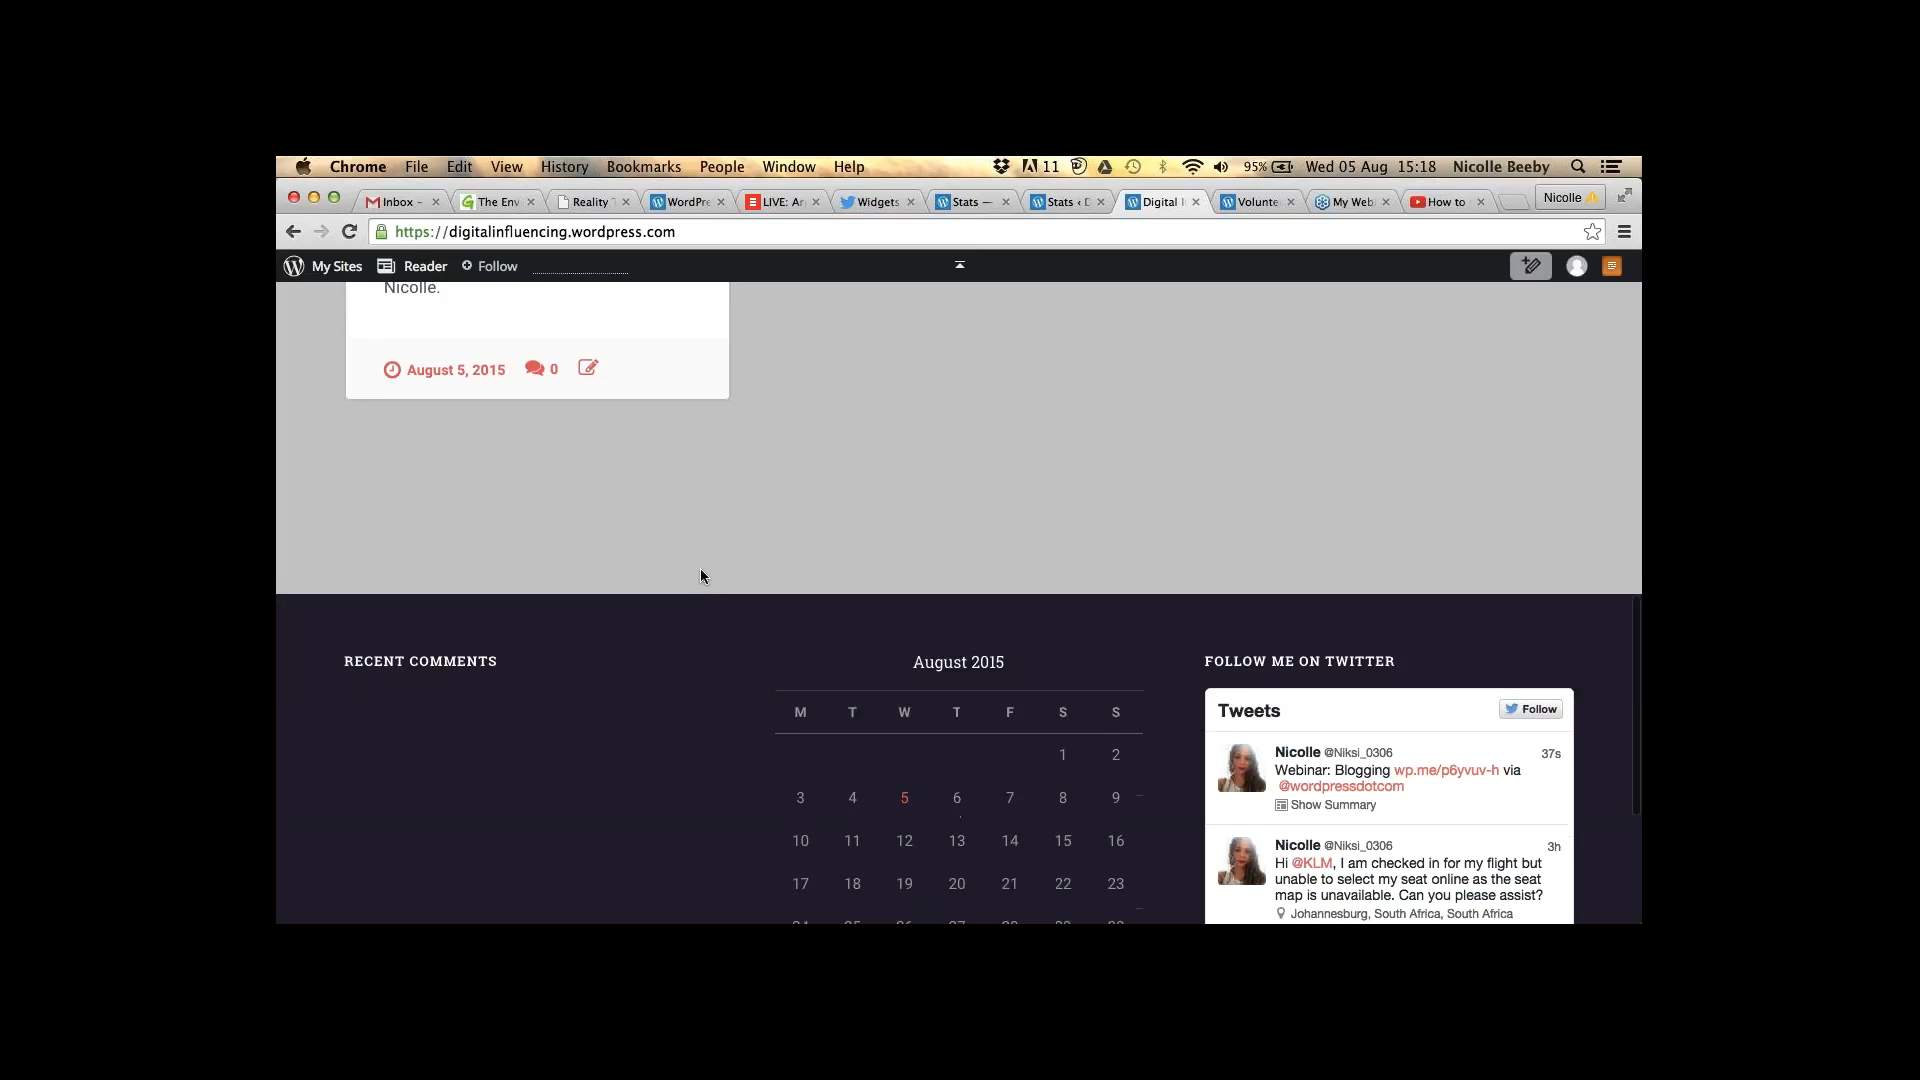 Chrome File Edit View History Bookmarks People Window Help 11 95% Wed 05 Aug 15:18 Nicolle Beeby
Inbox - The Env Reality WordPre LIVE: Widgets Stats — Stats ‹ Digital Volunte My Web How to Nicolle
https://digitalinfluencing.wordpress.com
My Sites Reader Follow
Nicolle.
August 5, 2015 0
RECENT COMMENTS
August 2015
M T W T F S S
1 2
3 4 5 6 7 8 9
10 11 12 13 14 15 16
17 18 19 20 21 22 23
FOLLOW ME ON TWITTER
Tweets Follow
Nicolle @Niksi_0306 37s
Webinar: Blogging wp.me/p6yvuv-h via
@wordpressdotcom
Show Summary
Nicolle @Niksi_0306 3h
Hi @KLM, I am checked in for my flight but
unable to select my seat online as the seat
map is unavailable. Can you please assist?
Johannesburg, South Africa, South Africa